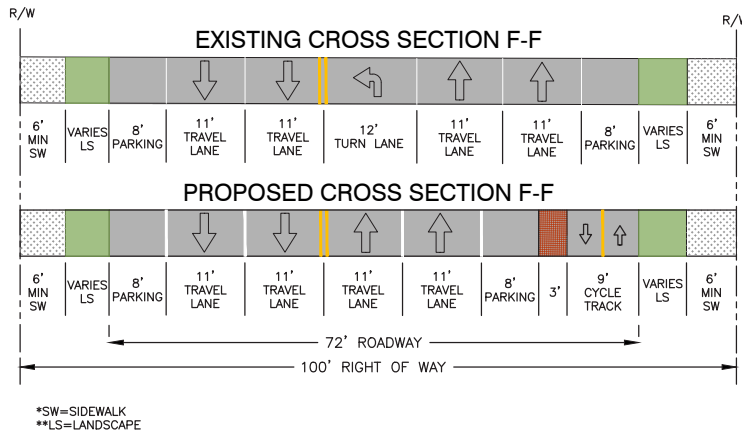 R/W
R/W
EXISTING CROSS SECTION F-F
6'
MIN
SW
VARIES
LS
8'
PARKING
11'
TRAVEL
LANE
11'
TRAVEL
LANE
12'
TURN LANE
11'
TRAVEL
LANE
11'
TRAVEL
LANE
8'
PARKING
VARIES
LS
6'
MIN
SW
PROPOSED CROSS SECTION F-F
6'
MIN
SW
VARIES
LS
8'
PARKING
11'
TRAVEL
LANE
11'
TRAVEL
LANE
11'
TRAVEL
LANE
11'
TRAVEL
LANE
8'
PARKING
3'
9'
CYCLE
TRACK
VARIES
LS
6'
MIN
SW
72' ROADWAY
100' RIGHT OF WAY
*SW=SIDEWALK
**LS=LANDSCAPE